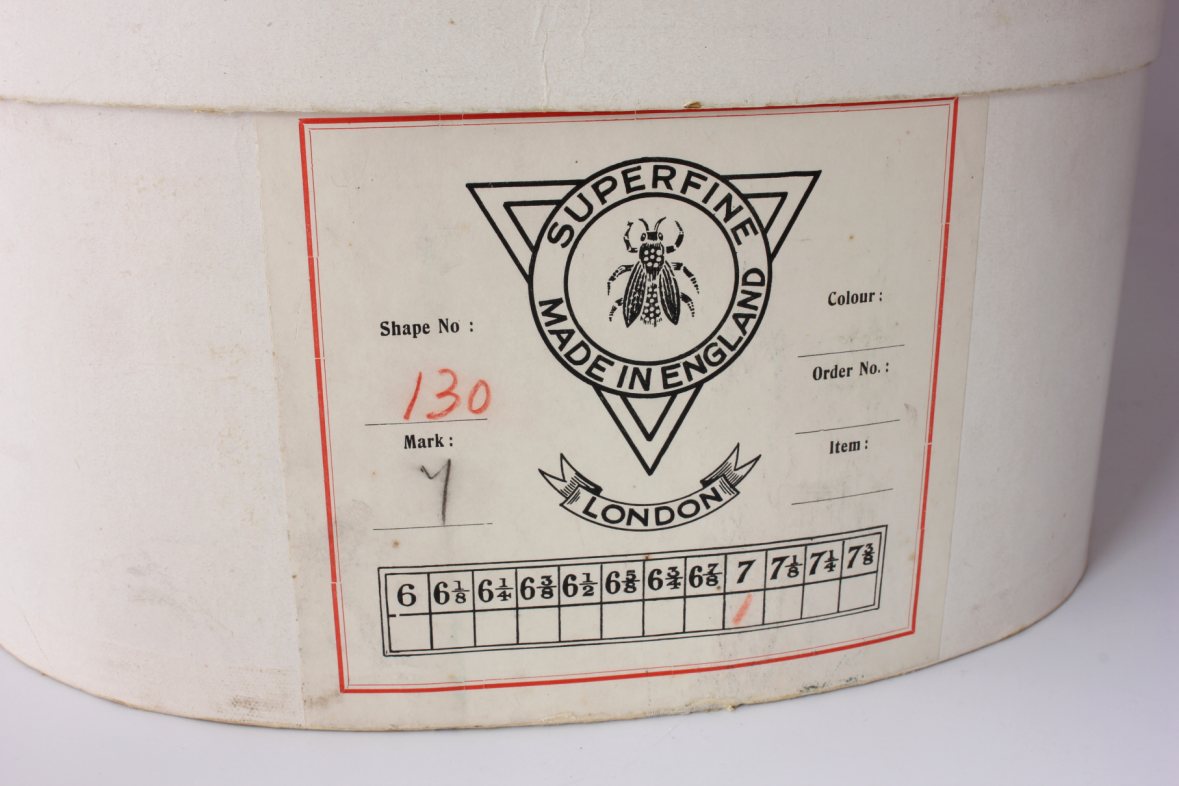 SUPERFINE
MADE IN ENGLAND
LONDON
Shape No :
130
Mark :
Colour :
Order No. :
Item :
6 6⅛ 6¼ 6⅜ 6½ 6⅝ 6¾ 6⅞ 7 7⅛ 7¼ 7⅜
/